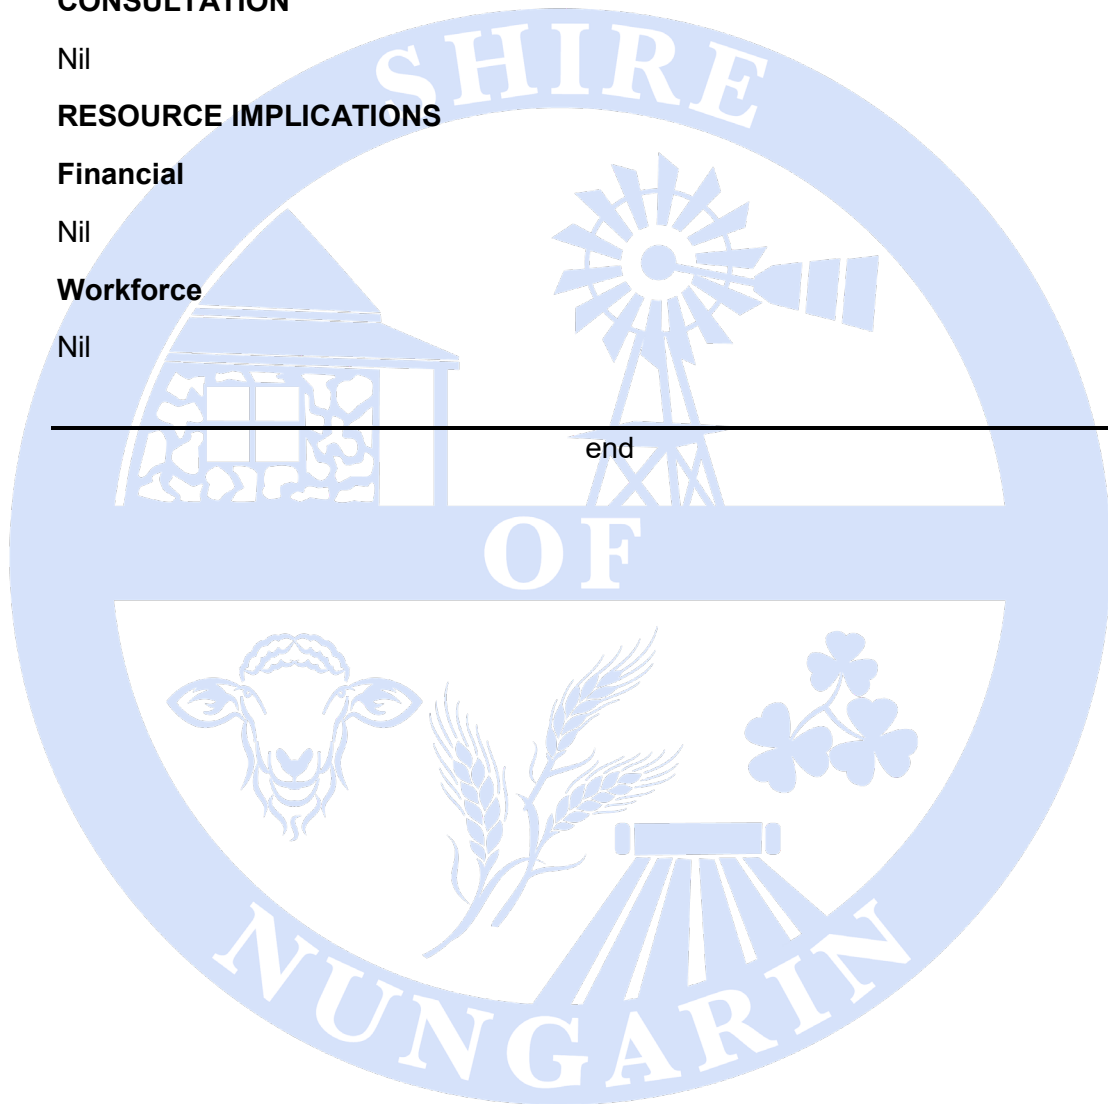 CONSULTATION
Nil
RESOURCE IMPLICATIONS
Financial
Nil
Workforce
Nil
end
SHIRE
OF
NUNGARIN